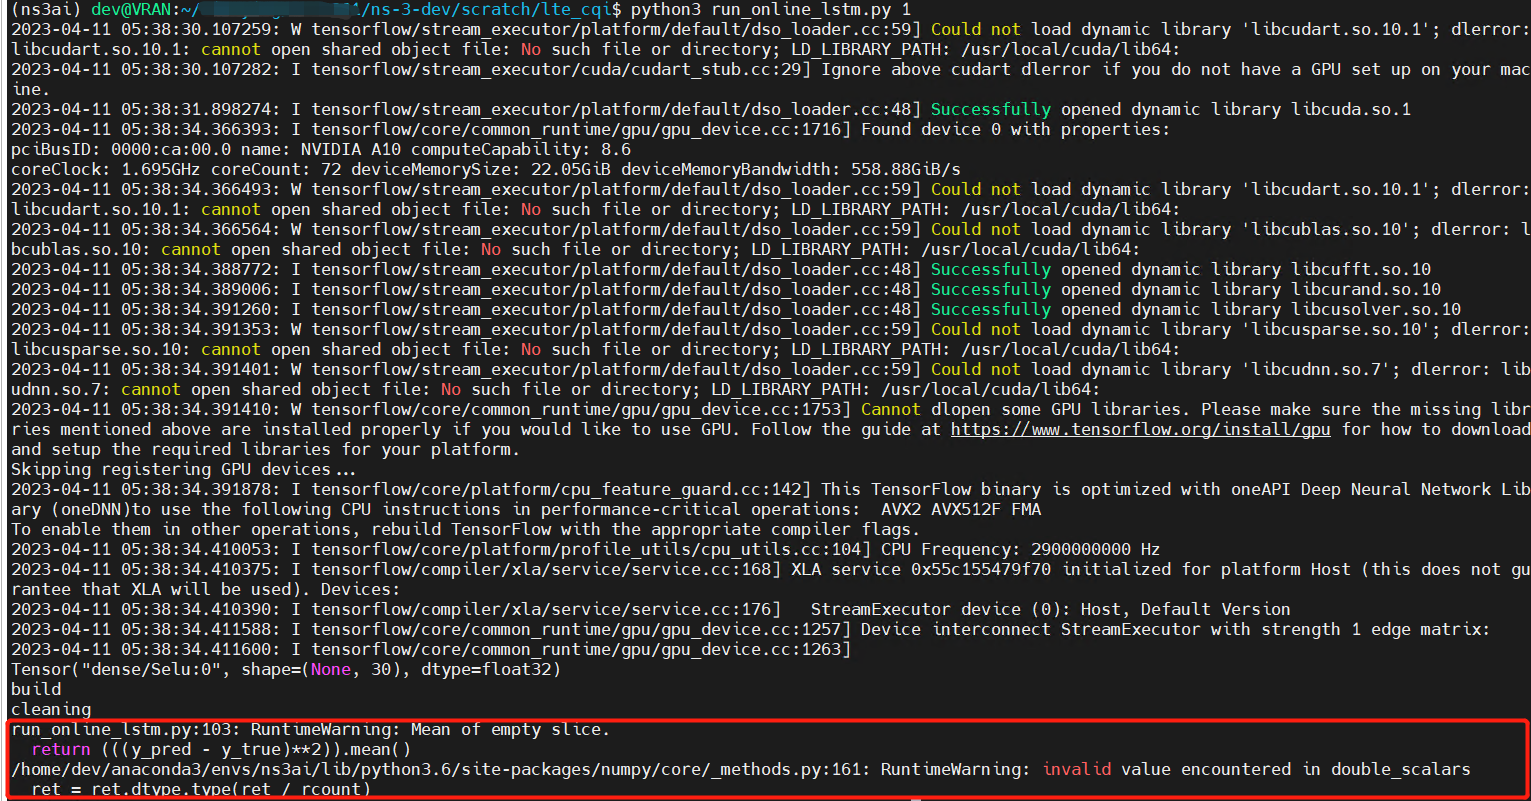 (ns3ai) dev@VRAN:~/ 1/ns-3-dev/scratch/lte_cqi$ python3 run_online_lstm.py 1
2023-04-11 05:38:30.107259: W tensorflow/stream_executor/platform/default/dso_loader.cc:59] Could not load dynamic library 'libcudart.so.10.1'; dlerror:
libcudart.so.10.1: cannot open shared object file: No such file or directory; LD_LIBRARY_PATH: /usr/local/cuda/lib64:
2023-04-11 05:38:30.107282: I tensorflow/stream_executor/cuda/cudart_stub.cc:29] Ignore above cudart dlerror if you do not have a GPU set up on your mac
ine.
2023-04-11 05:38:31.898274: I tensorflow/stream_executor/platform/default/dso_loader.cc:48] Successfully opened dynamic library libcuda.so.1
2023-04-11 05:38:34.366393: I tensorflow/core/common_runtime/gpu/gpu_device.cc:1716] Found device 0 with properties:
pciBusID: 0000:ca:00.0 name: NVIDIA A10 computeCapability: 8.6
coreClock: 1.695GHz coreCount: 72 deviceMemorySize: 22.05GiB deviceMemoryBandwidth: 558.88GiB/s
2023-04-11 05:38:34.366493: W tensorflow/stream_executor/platform/default/dso_loader.cc:59] Could not load dynamic library 'libcudart.so.10.1'; dlerror:
libcudart.so.10.1: cannot open shared object file: No such file or directory; LD_LIBRARY_PATH: /usr/local/cuda/lib64:
2023-04-11 05:38:34.366564: W tensorflow/stream_executor/platform/default/dso_loader.cc:59] Could not load dynamic library 'libcublas.so.10'; dlerror: l
bcublas.so.10: cannot open shared object file: No such file or directory; LD_LIBRARY_PATH: /usr/local/cuda/lib64:
2023-04-11 05:38:34.388772: I tensorflow/stream_executor/platform/default/dso_loader.cc:48] Successfully opened dynamic library libcufft.so.10
2023-04-11 05:38:34.389006: I tensorflow/stream_executor/platform/default/dso_loader.cc:48] Successfully opened dynamic library libcurand.so.10
2023-04-11 05:38:34.391260: I tensorflow/stream_executor/platform/default/dso_loader.cc:48] Successfully opened dynamic library libcusolver.so.10
2023-04-11 05:38:34.391353: W tensorflow/stream_executor/platform/default/dso_loader.cc:59] Could not load dynamic library 'libcusparse.so.10'; dlerror:
libcusparse.so.10: cannot open shared object file: No such file or directory; LD_LIBRARY_PATH: /usr/local/cuda/lib64:
2023-04-11 05:38:34.391401: W tensorflow/stream_executor/platform/default/dso_loader.cc:59] Could not load dynamic library 'libcudnn.so.7'; dlerror: lib
udnn.so.7: cannot open shared object file: No such file or directory; LD_LIBRARY_PATH: /usr/local/cuda/lib64:
2023-04-11 05:38:34.391410: W tensorflow/core/common_runtime/gpu/gpu_device.cc:1753] Cannot dlopen some GPU libraries. Please make sure the missing libr
ries mentioned above are installed properly if you would like to use GPU. Follow the guide at https://www.tensorflow.org/install/gpu for how to download
and setup the required libraries for your platform.
Skipping registering GPU devices...
2023-04-11 05:38:34.391878: I tensorflow/core/platform/cpu_feature_guard.cc:142] This TensorFlow binary is optimized with oneAPI Deep Neural Network Lib
ary (oneDNN)to use the following CPU instructions in performance-critical operations:  AVX2 AVX512F FMA
To enable them in other operations, rebuild TensorFlow with the appropriate compiler flags.
2023-04-11 05:38:34.410053: I tensorflow/core/platform/profile_utils/cpu_utils.cc:104] CPU Frequency: 2900000000 Hz
2023-04-11 05:38:34.410375: I tensorflow/compiler/xla/service/service.cc:168] XLA service 0x55c155479f70 initialized for platform Host (this does not gu
rantee that XLA will be used). Devices:
2023-04-11 05:38:34.410390: I tensorflow/compiler/xla/service/service.cc:176]   StreamExecutor device (0): Host, Default Version
2023-04-11 05:38:34.411588: I tensorflow/core/common_runtime/gpu/gpu_device.cc:1257] Device interconnect StreamExecutor with strength 1 edge matrix:
2023-04-11 05:38:34.411600: I tensorflow/core/common_runtime/gpu/gpu_device.cc:1263]
Tensor("dense/Selu:0", shape=(None, 30), dtype=float32)
build
cleaning
run_online_lstm.py:103: RuntimeWarning: Mean of empty slice.
  return (((y_pred - y_true)**2)).mean()
/home/dev/anaconda3/envs/ns3ai/lib/python3.6/site-packages/numpy/core/_methods.py:161: RuntimeWarning: invalid value encountered in double_scalars
  ret = ret.dtype.type(ret / rcount)